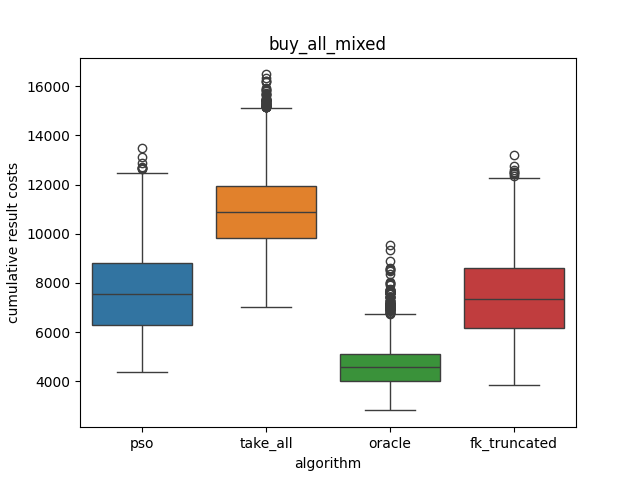 buy_all_mixed
16000
14000
12000
10000
8000
6000
4000
cumulative result costs
pso
take_all
oracle
fk_truncated
algorithm